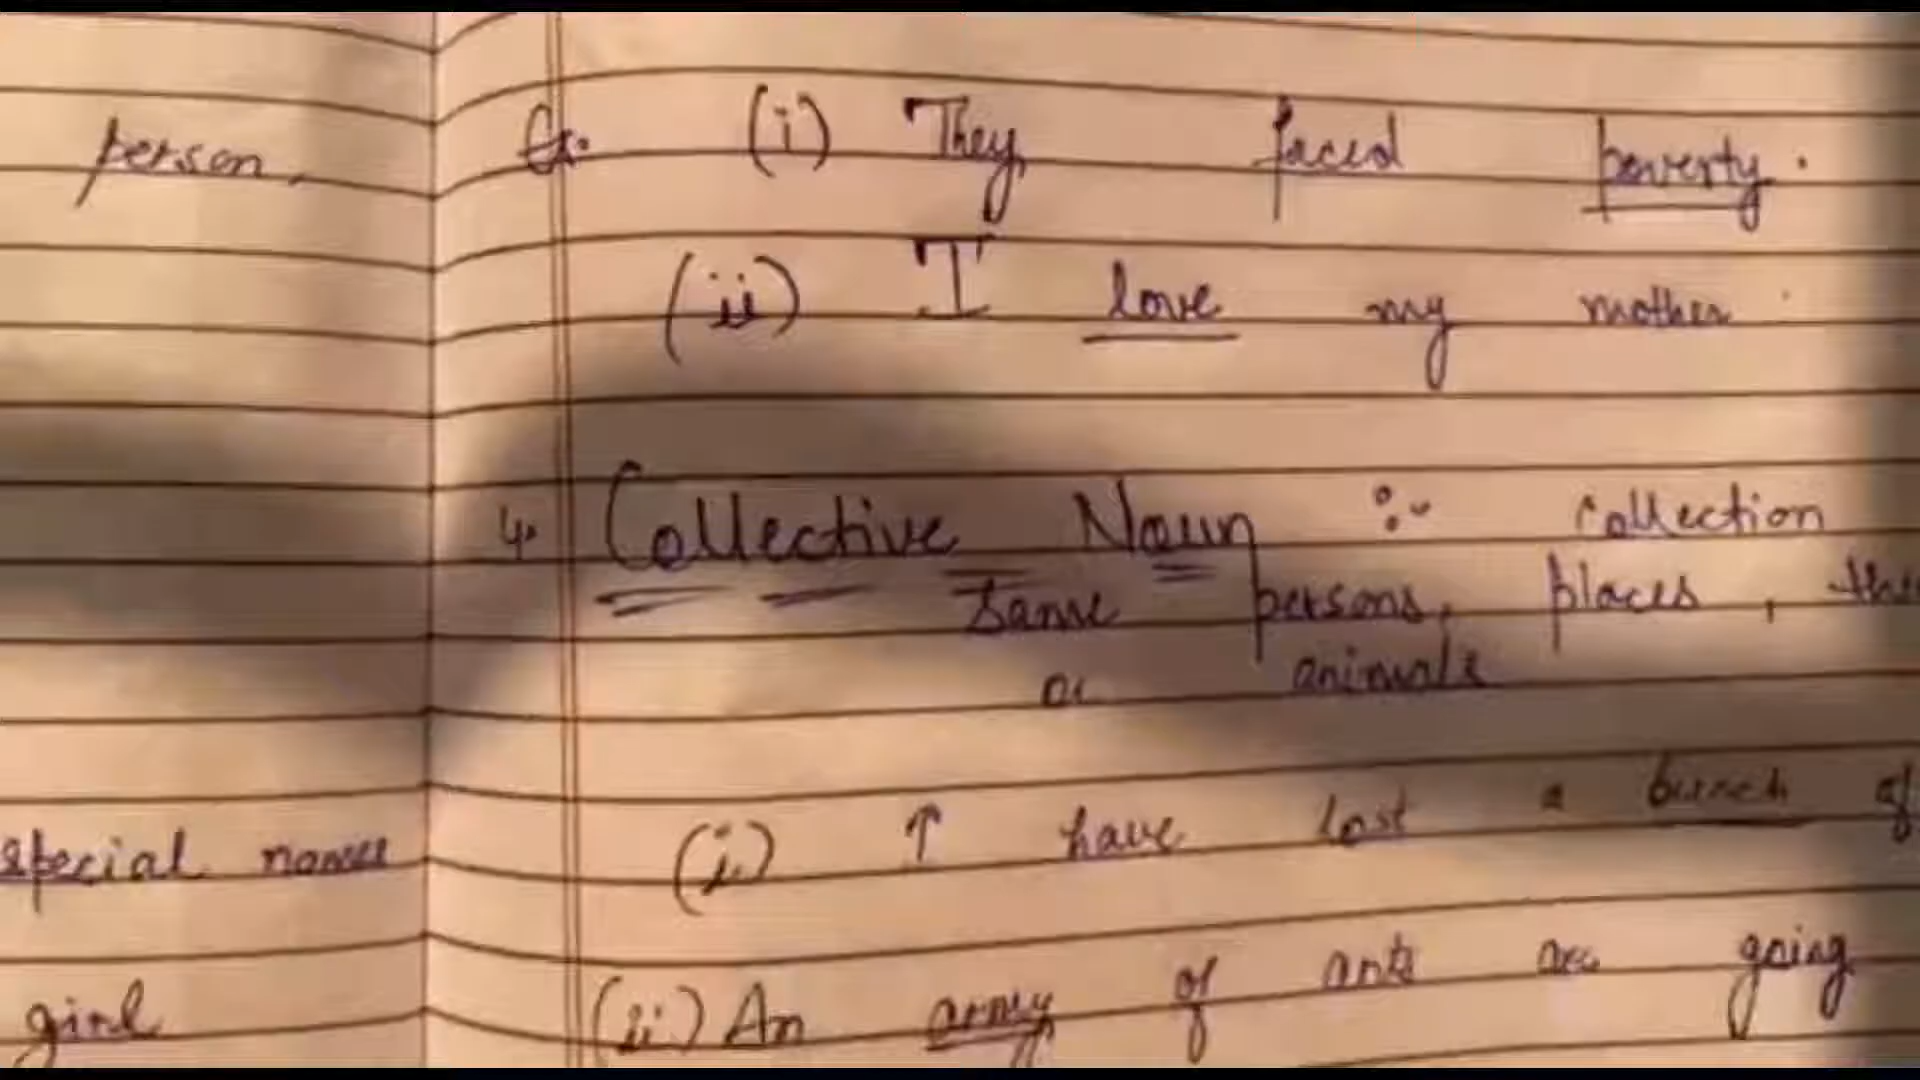 person,
Ex. (i) They faced poverty.
(ii) I love my mother.
4. Collective Noun :- Collection
same persons, places,
or animals
special names
(i) I have lost a bunch of
girl
(ii) An army of ants are going